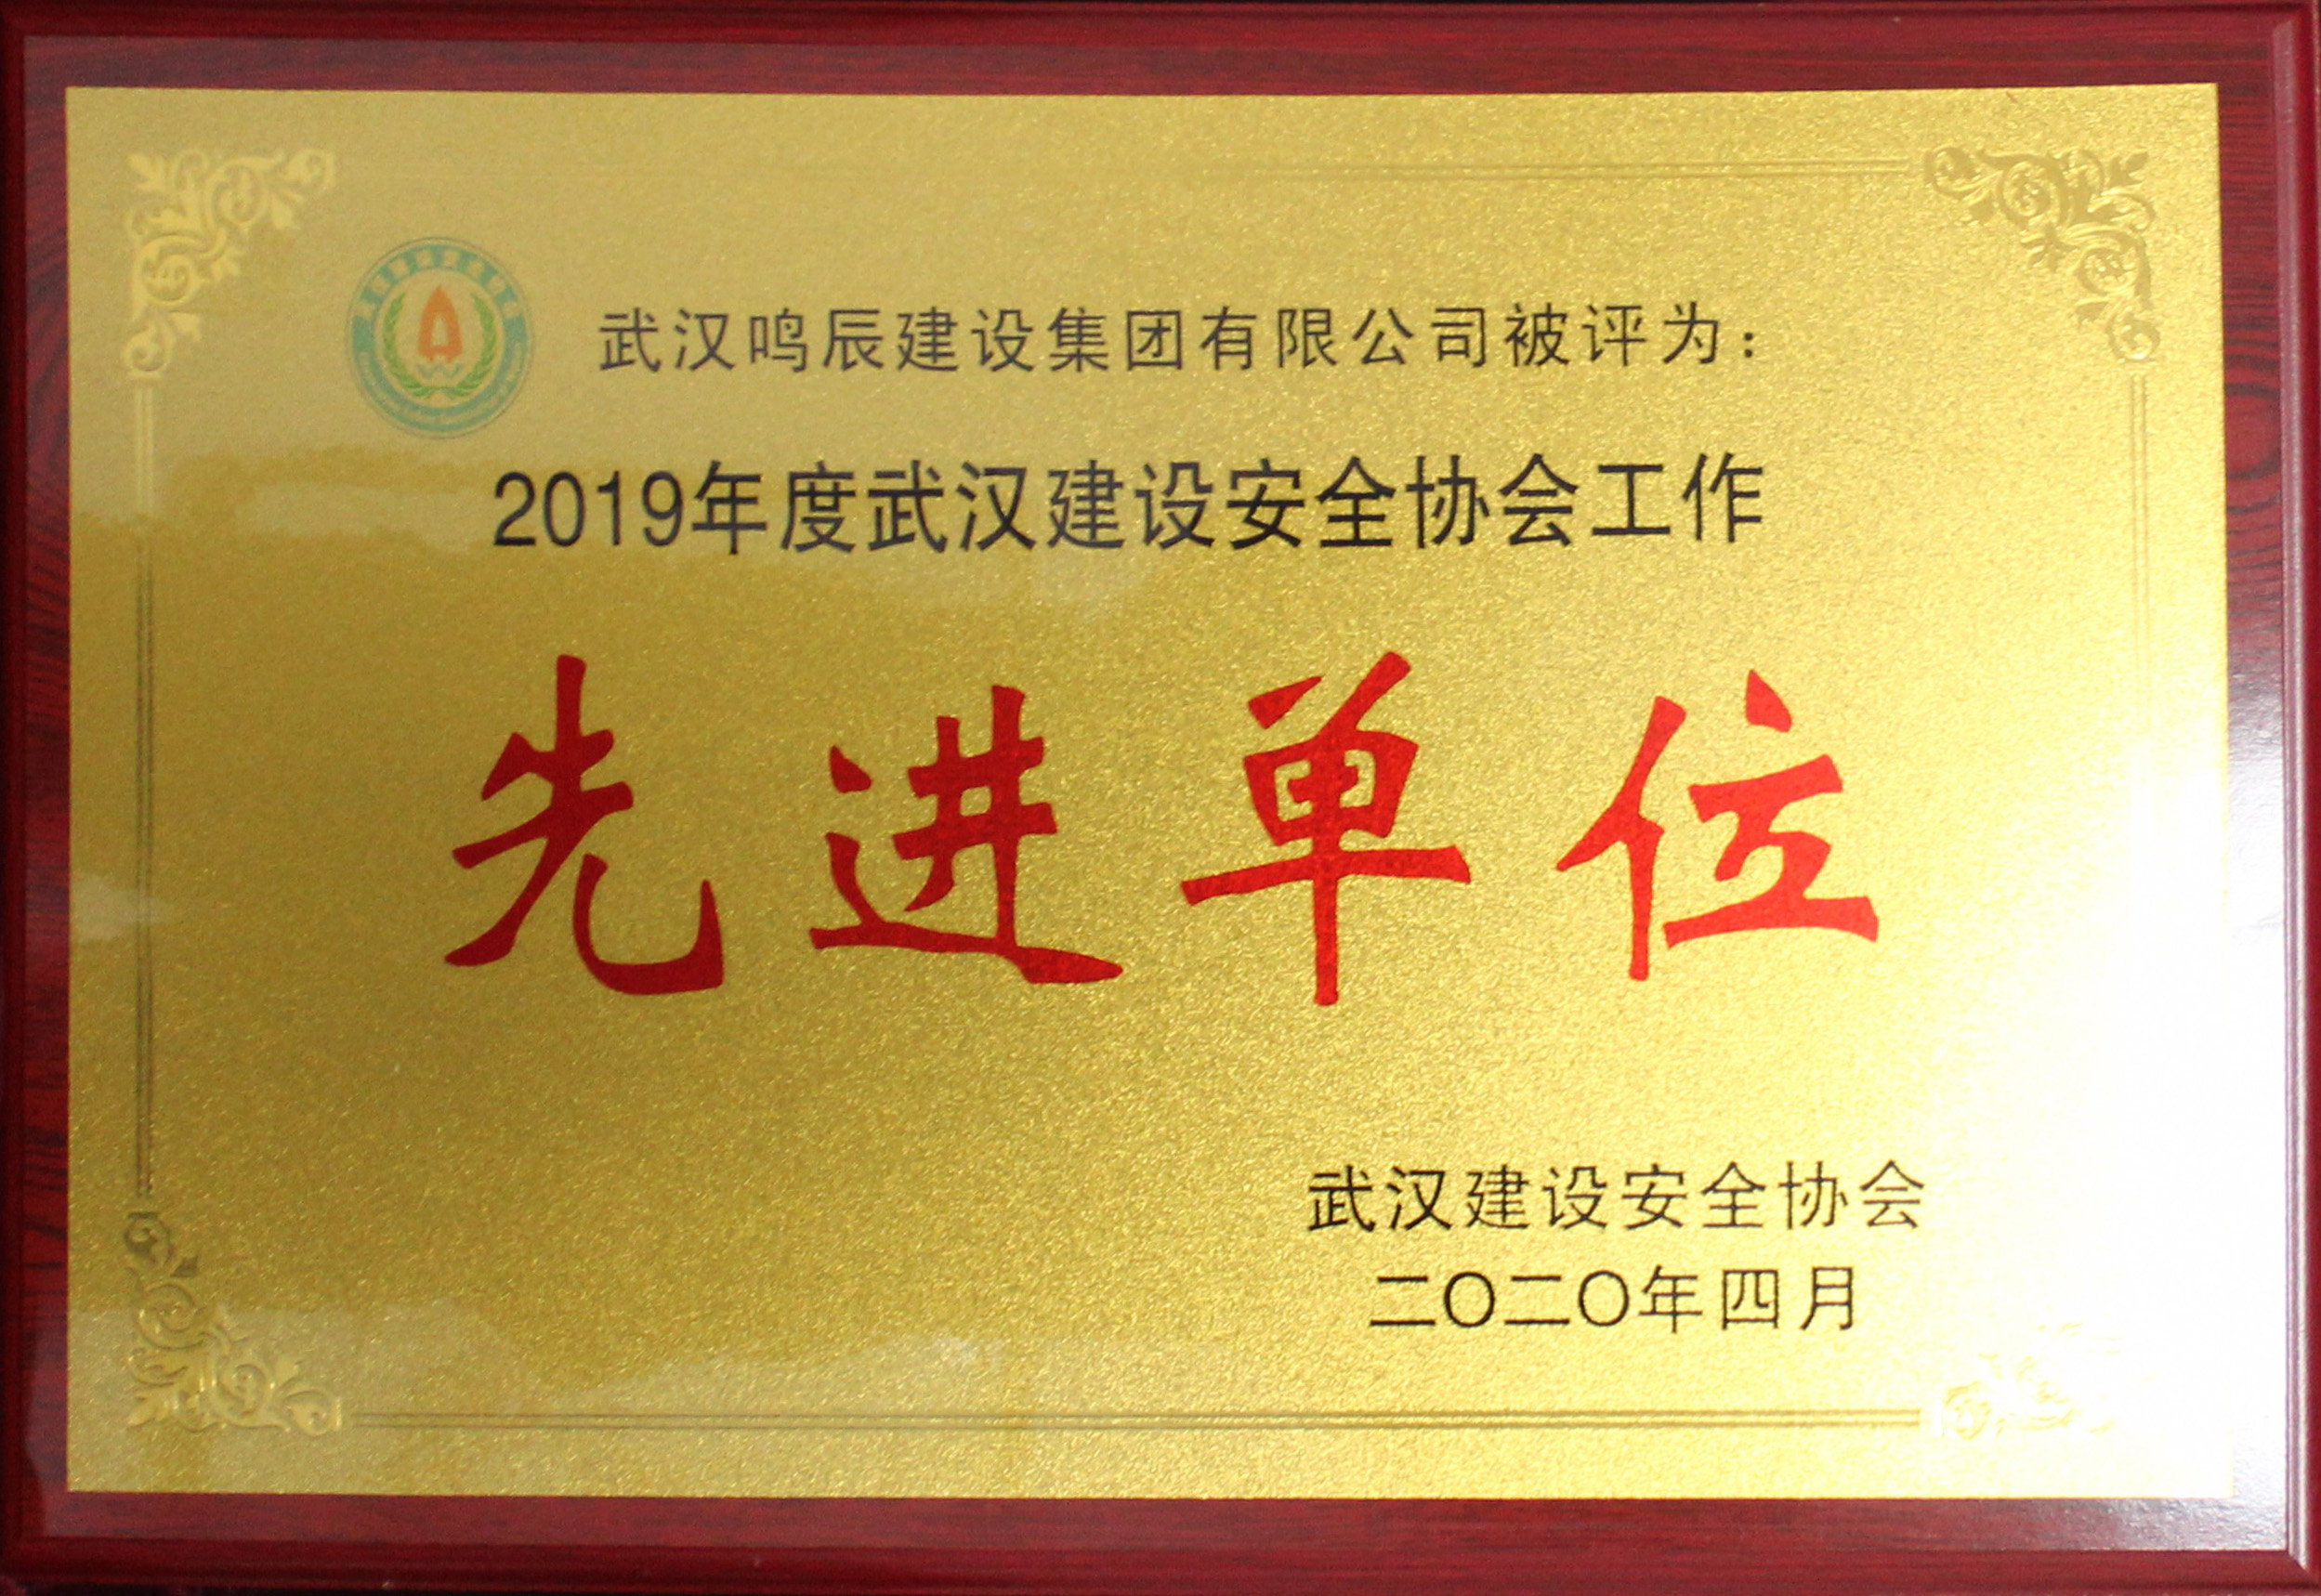 武汉鸣辰建设集团有限公司被评为：
2019年度武汉建设安全协会工作
先进单位
武汉建设安全协会
二〇二〇年四月